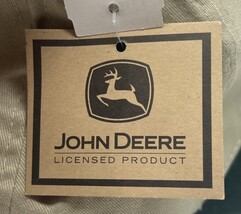 JOHN DEERE
LICENSED PRODUCT